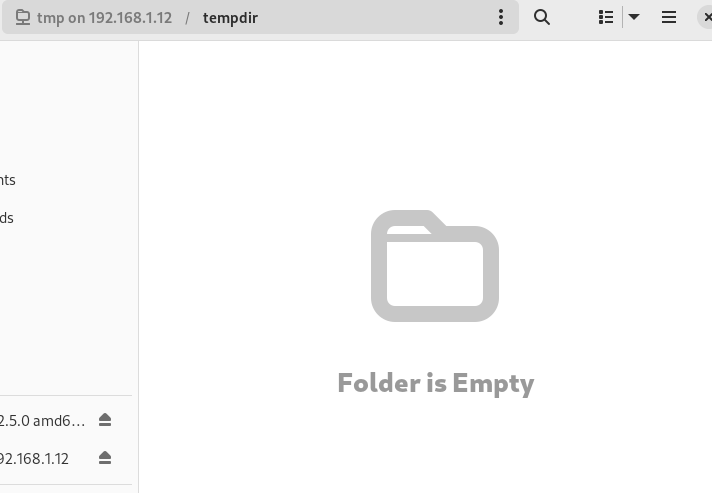 tmp on 192.168.1.12 / tempdir
nts
ds
Folder is Empty
2.5.0 amd6…
92.168.1.12